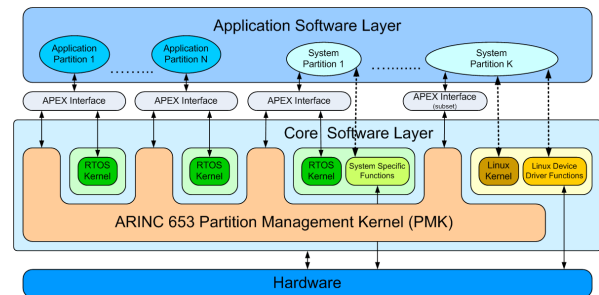 Application Software Layer
Application
Partition 1
.........
Application
Partition N
System
Partition 1
.........
System
Partition K
APEX Interface
APEX Interface
APEX Interface
APEX Interface
(subset)
Core Software Layer
RTOS
Kernel
RTOS
Kernel
RTOS
Kernel
System Specific
Functions
Linux
Kernel
Linux Device
Driver Functions
ARINC 653 Partition Management Kernel (PMK)
Hardware